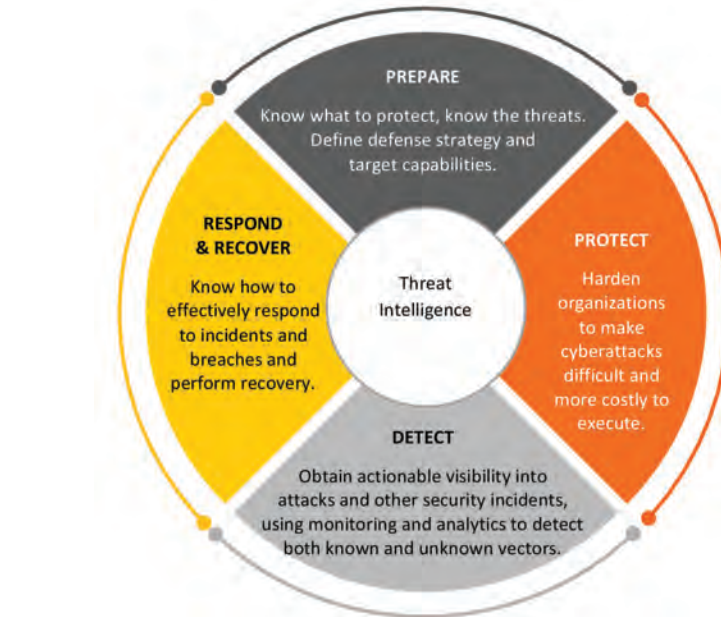 PREPARE
Know what to protect, know the threats.
Define defense strategy and
target capabilities.
RESPOND
& RECOVER
Know how to
effectively respond
to incidents and
breaches and
perform recovery.
Threat
Intelligence
PROTECT
Harden
organizations
to make
cyberattacks
difficult and
more costly to
execute.
DETECT
Obtain actionable visibility into
attacks and other security incidents,
using monitoring and analytics to detect
both known and unknown vectors.